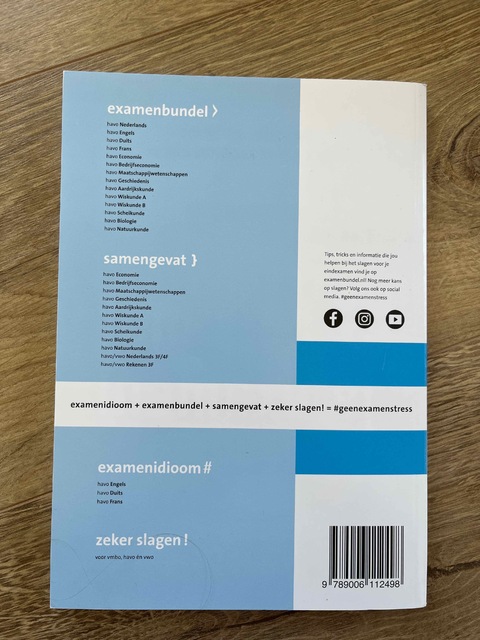 examenbundel >
havo Nederlands
havo Engels
havo Duits
havo Frans
havo Economie
havo Bedrijfseconomie
havo Maatschappijwetenschappen
havo Geschiedenis
havo Aardrijkskunde
havo Wiskunde A
havo Wiskunde B
havo Scheikunde
havo Biologie
havo Natuurkunde
samengevat }
havo Economie
havo Bedrijfseconomie
havo Maatschappijwetenschappen
havo Geschiedenis
havo Aardrijkskunde
havo Wiskunde A
havo Wiskunde B
havo Scheikunde
havo Biologie
havo Natuurkunde
havo/vwo Nederlands 3F/4F
havo/vwo Rekenen 3F
Tips, tricks en informatie die jou
helpen bij het slagen voor je
eindexamen vind je op
examenbundel.nl! Nog meer kans
op slagen? Volg ons ook op social
media. #geenexamenstress
examenidioom + examenbundel + samengevat + zeker slagen! = #geenexamenstress
examenidioom #
havo Engels
havo Duits
havo Frans
zeker slagen !
voor vmbo, havo én vwo
9 789006 112498